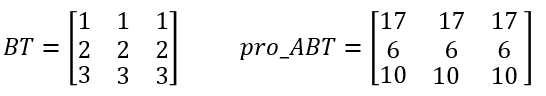 BT = [1 1 1
2 2 2
3 3 3] pro_ABT = [17 17 17
6 6 6
10 10 10]